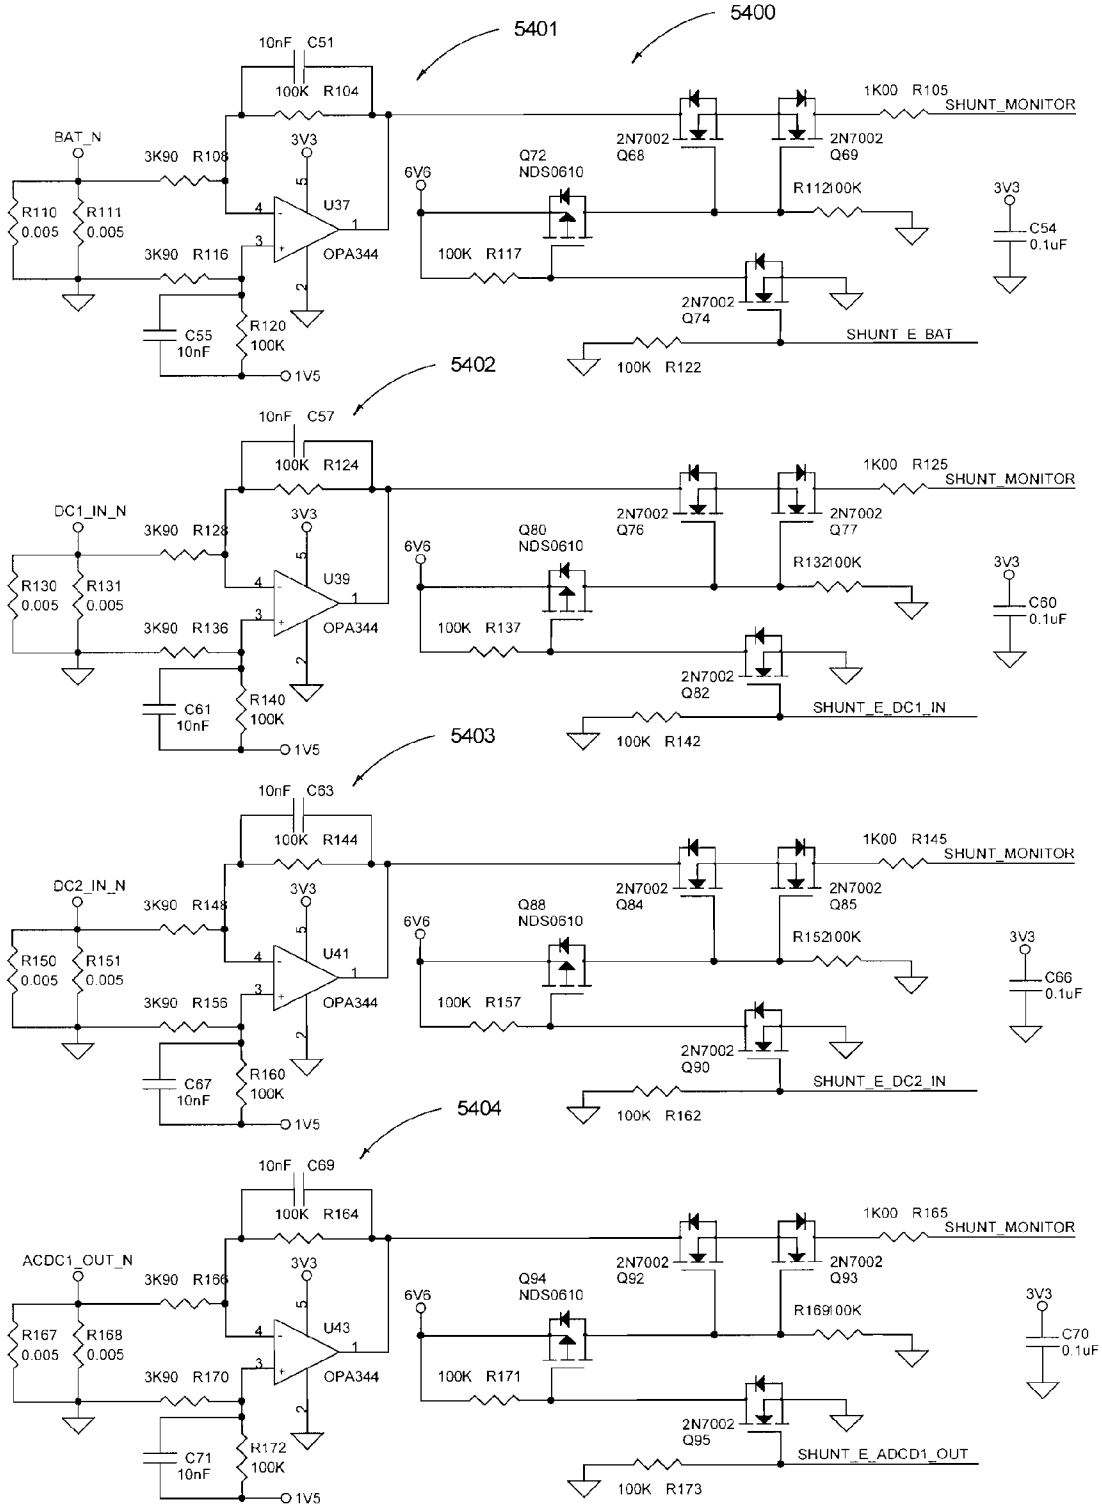 5400
5401
10nF C51
100K R104
1K00 R105
SHUNT_MONITOR
BAT_N
3V3
2N7002
Q68
2N7002
Q69
3K90 R108
Q72
NDS0610
6V6
5
R112 100K
3V3
R110
0.005
R111
0.005
4
-
U37
1
C54
0.1uF
3
+
OPA344
3K90 R116
100K R117
2
2N7002
Q74
C55
10nF
R120
100K
SHUNT_E_BAT
100K R122
1V5
5402
10nF C57
100K R124
1K00 R125
SHUNT_MONITOR
DC1_IN_N
3V3
2N7002
Q76
2N7002
Q77
3K90 R128
Q80
NDS0610
6V6
5
R132 100K
3V3
R130
0.005
R131
0.005
4
-
U39
1
C60
0.1uF
3
+
OPA344
3K90 R136
100K R137
2
2N7002
Q82
C61
10nF
R140
100K
SHUNT_E_DC1_IN
100K R142
1V5
5403
10nF C63
100K R144
1K00 R145
SHUNT_MONITOR
DC2_IN_N
3V3
2N7002
Q84
2N7002
Q85
3K90 R148
Q88
NDS0610
6V6
5
R152 100K
3V3
R150
0.005
R151
0.005
4
-
U41
1
C66
0.1uF
3
+
OPA344
3K90 R156
100K R157
2
2N7002
Q90
C67
10nF
R160
100K
SHUNT_E_DC2_IN
100K R162
1V5
5404
10nF C69
100K R164
1K00 R165
SHUNT_MONITOR
ACDC1_OUT_N
3V3
2N7002
Q92
2N7002
Q93
3K90 R166
Q94
NDS0610
6V6
5
R169 100K
3V3
R167
0.005
R168
0.005
4
-
U43
1
C70
0.1uF
3
+
OPA344
3K90 R170
100K R171
2
2N7002
Q95
C71
10nF
R172
100K
SHUNT_E_ADCD1_OUT
100K R173
1V5